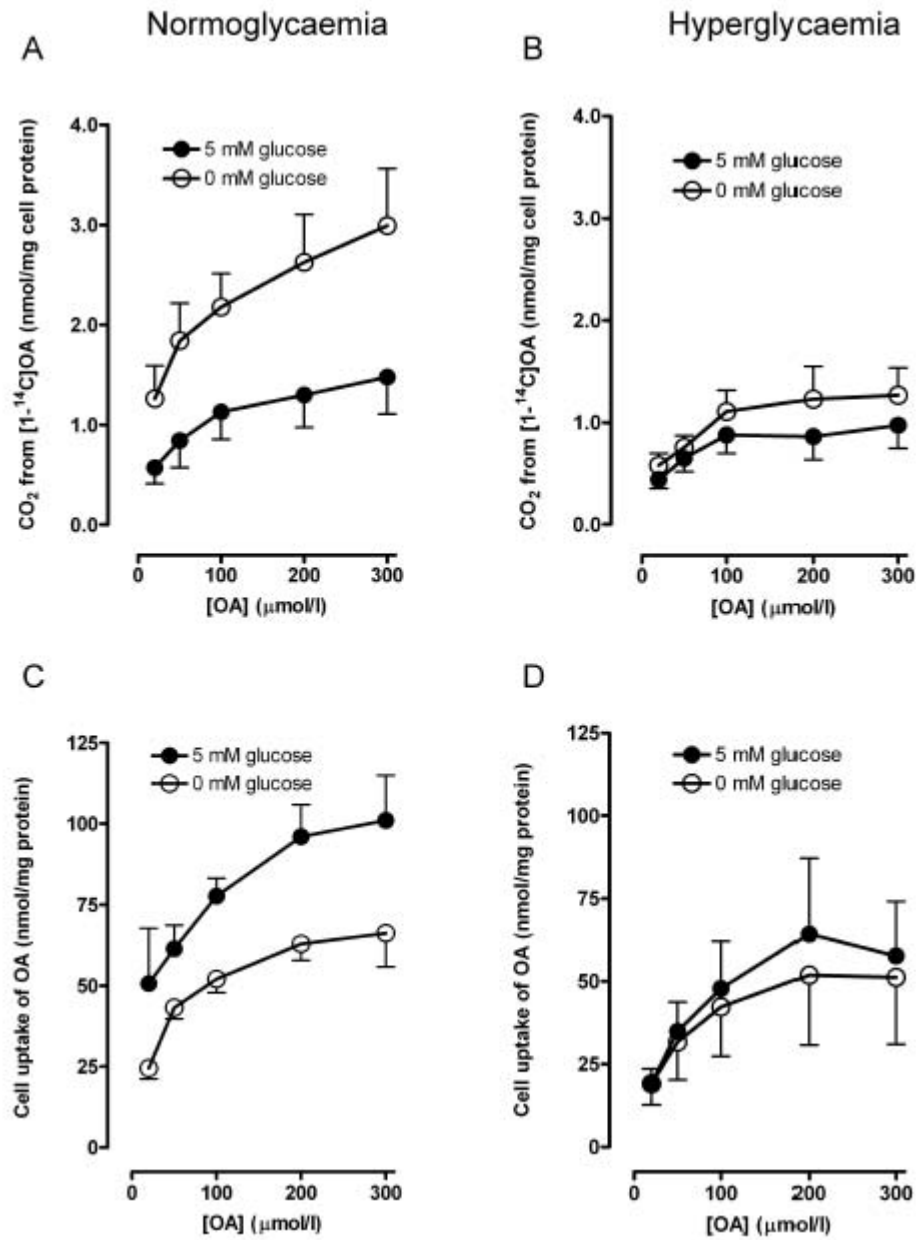 Normoglycaemia
Hyperglycaemia
A
CO2 from [1-14C]OA (nmol/mg cell protein)
4.0
3.0
2.0
1.0
0.0
5 mM glucose
0 mM glucose
0
100
200
300
[OA] (μmol/l)
B
CO2 from [1-14C]OA (nmol/mg cell protein)
4.0
3.0
2.0
1.0
0.0
5 mM glucose
0 mM glucose
0
100
200
300
[OA] (μmol/l)
C
Cell uptake of OA (nmol/mg protein)
125
100
75
50
25
0
5 mM glucose
0 mM glucose
0
100
200
300
[OA] (μmol/l)
D
Cell uptake of OA (nmol/mg protein)
125
100
75
50
25
0
5 mM glucose
0 mM glucose
0
100
200
300
[OA] (μmol/l)